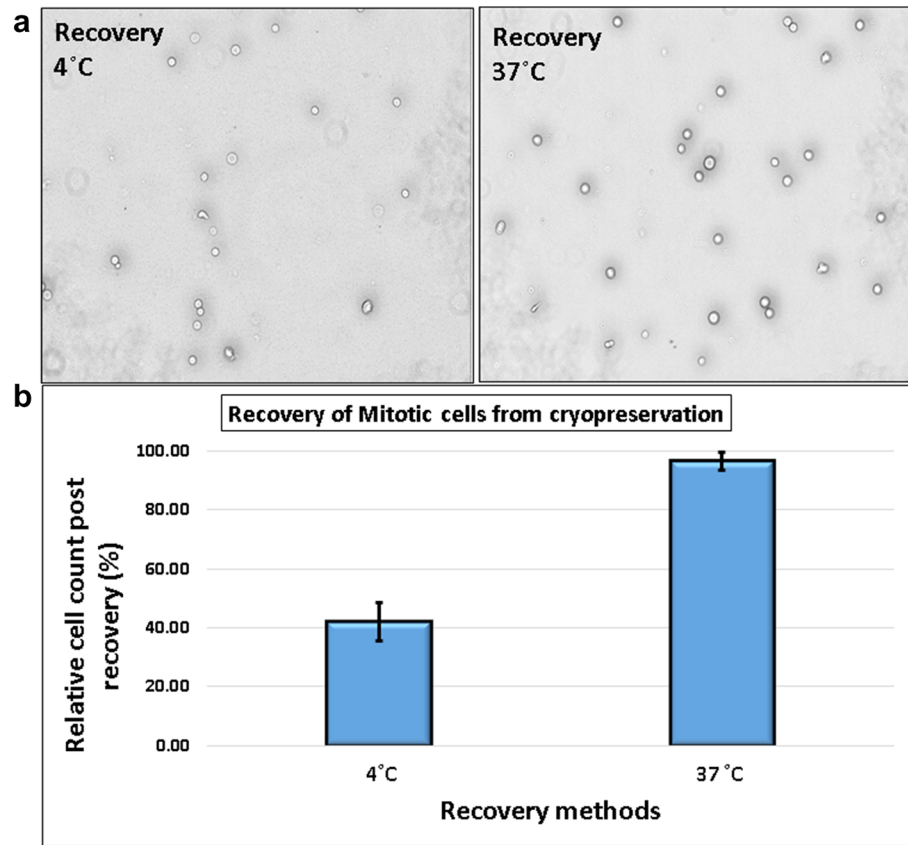 a
Recovery
4˚C
Recovery
37˚C
b
Recovery of Mitotic cells from cryopreservation
Relative cell count post
recovery (%)
100.00
80.00
60.00
40.00
20.00
0.00
4˚C
37 ˚C
Recovery methods